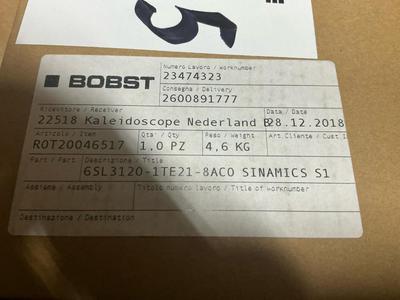 5
BOBST
Numero Lavoro / Worknumber
23474323
Consegna / Delivery
2600891777
Ricevitore / Receiver
Data / Date
22518 Kaleidoscope Nederland B
28.12.2018
Articolo / Item
Qta' / Qty
Peso / Weight
Art.Cliente / Cust I
ROT20046517
1,0 PZ
4,6 KG
Part / Part
Descrizione / Title
6SL3120-1TE21-8AC0 SINAMICS S1
Assieme / Assembly
Titolo numero lavoro / Title of worknumber
Destinazione / Destination